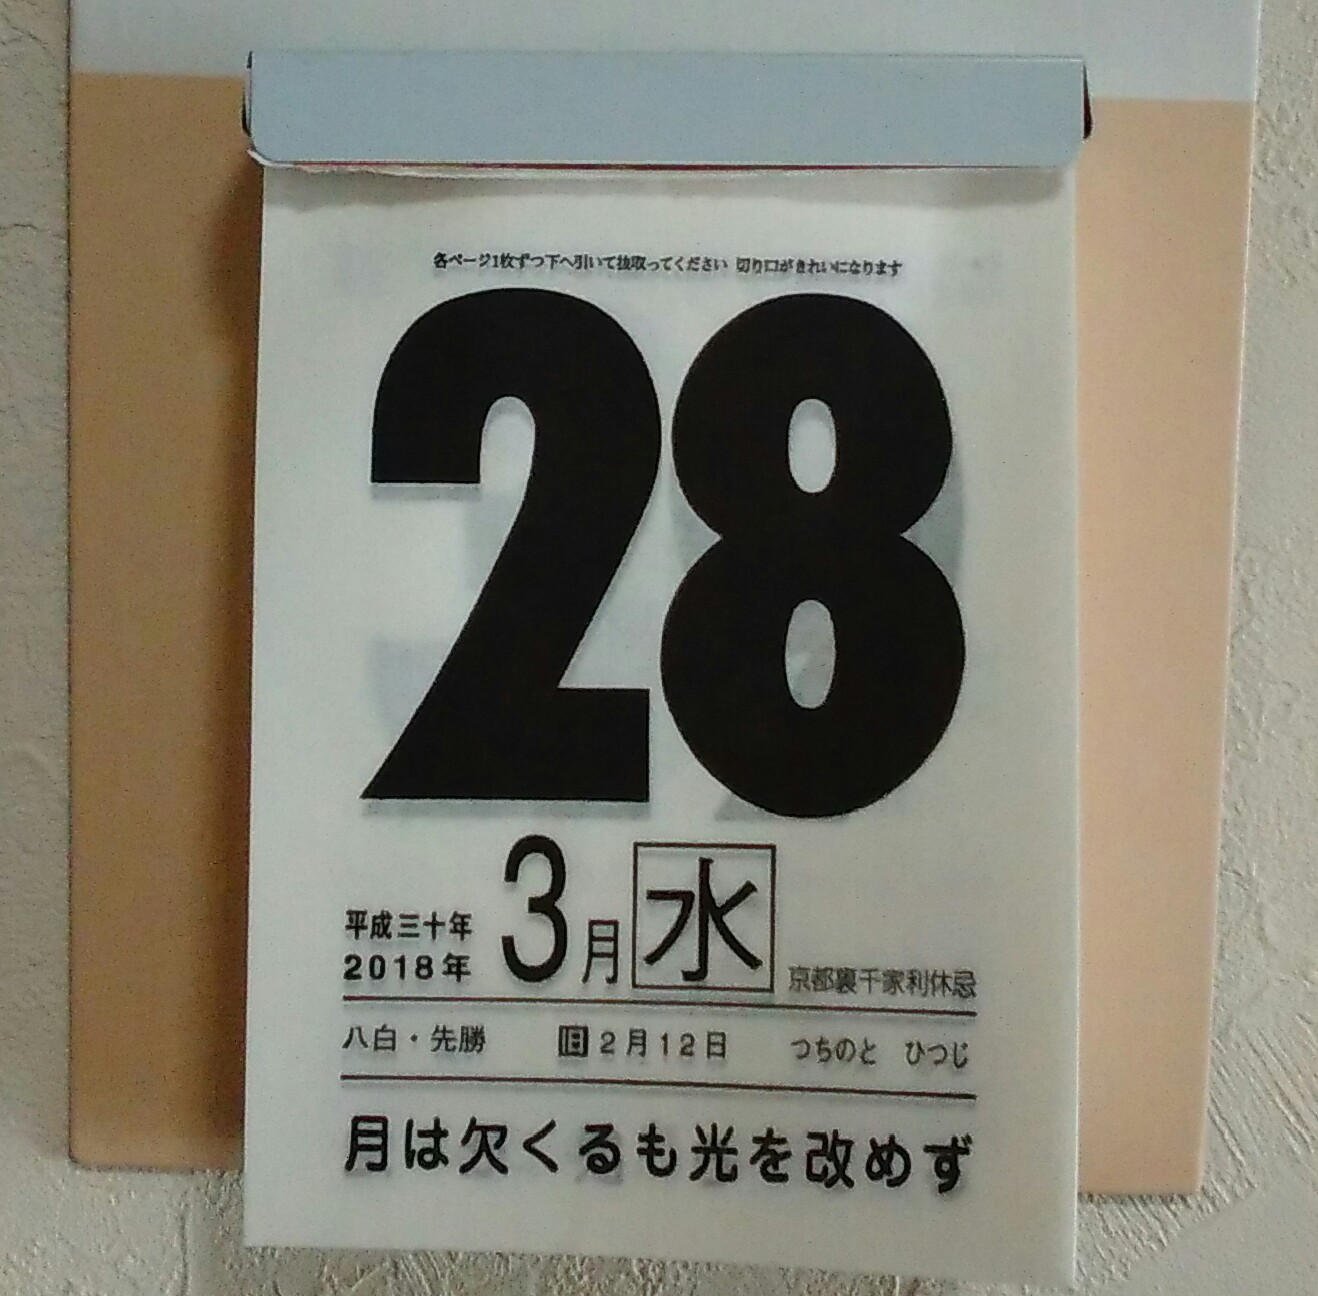 各ページ1枚ずつ下へ引いて抜取ってください 切り口がきれいになります
28
平成三十年
2018年
3月 水 京都裏千家利休忌
八白・先勝 旧2月12日 つちのと ひつじ
月は欠くるも光を改めず